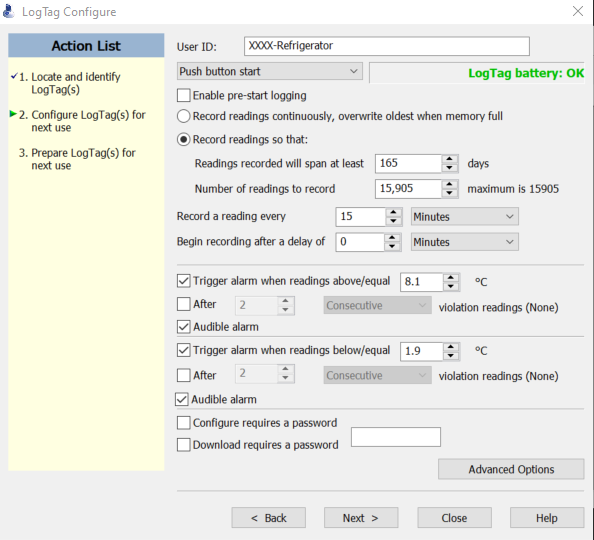 LogTag Configure
Action List
1. Locate and identify
LogTag(s)
2. Configure LogTag(s) for
next use
3. Prepare LogTag(s) for
next use
User ID: XXXX-Refrigerator
Push button start LogTag battery: OK
Enable pre-start logging
Record readings continuously, overwrite oldest when memory full
Record readings so that:
Readings recorded will span at least 165 days
Number of readings to record 15,905 maximum is 15905
Record a reading every 15 Minutes
Begin recording after a delay of 0 Minutes
Trigger alarm when readings above/equal 8.1 ºC
After 2 Consecutive violation readings (None)
Audible alarm
Trigger alarm when readings below/equal 1.9 ºC
After 2 Consecutive violation readings (None)
Audible alarm
Configure requires a password
Download requires a password
Advanced Options
< Back Next > Close Help